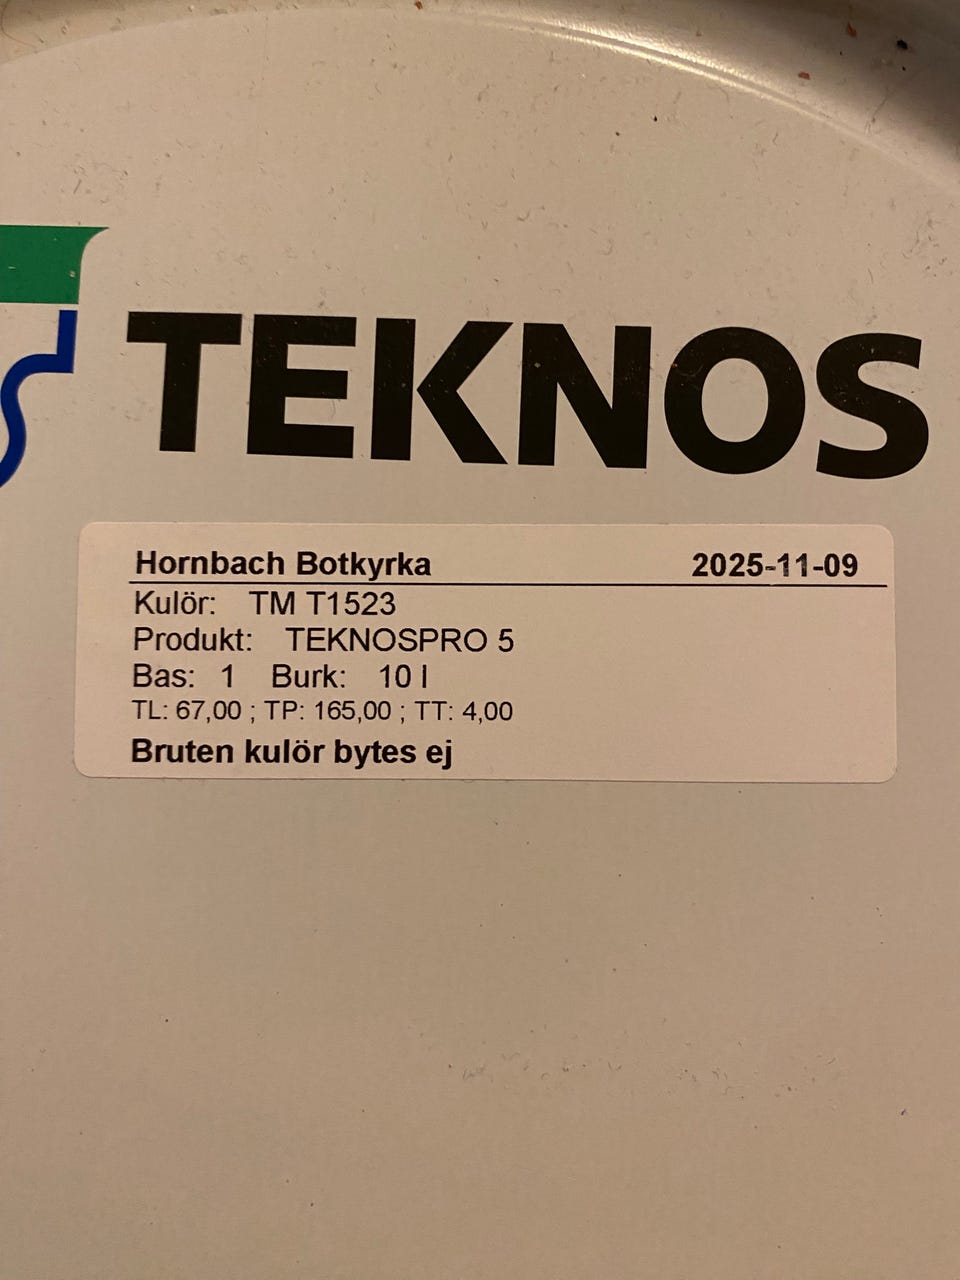 TEKNOS
Hornbach Botkyrka 2025-11-09
Kulör: TM T1523
Produkt: TEKNOSPRO 5
Bas: 1 Burk: 10 l
TL: 67,00 ; TP: 165,00 ; TT: 4,00
Bruten kulör bytes ej